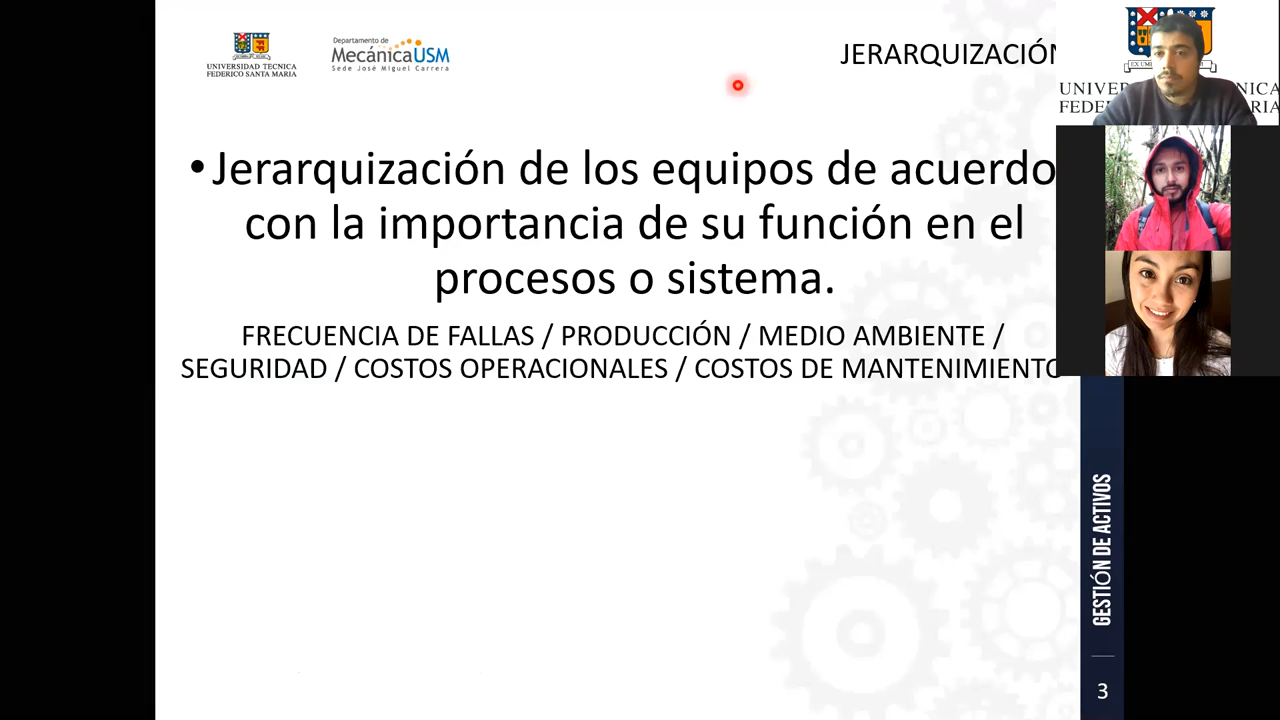 UNIVERSIDAD TECNICA
FEDERICO SANTA MARIA
Departamento de
MecánicaUSM
Sede José Miguel Carrera
JERARQUIZACIÓN
• Jerarquización de los equipos de acuerdo
con la importancia de su función en el
procesos o sistema.
FRECUENCIA DE FALLAS / PRODUCCIÓN / MEDIO AMBIENTE /
SEGURIDAD / COSTOS OPERACIONALES / COSTOS DE MANTENIMIENTO
GESTIÓN DE ACTIVOS
3